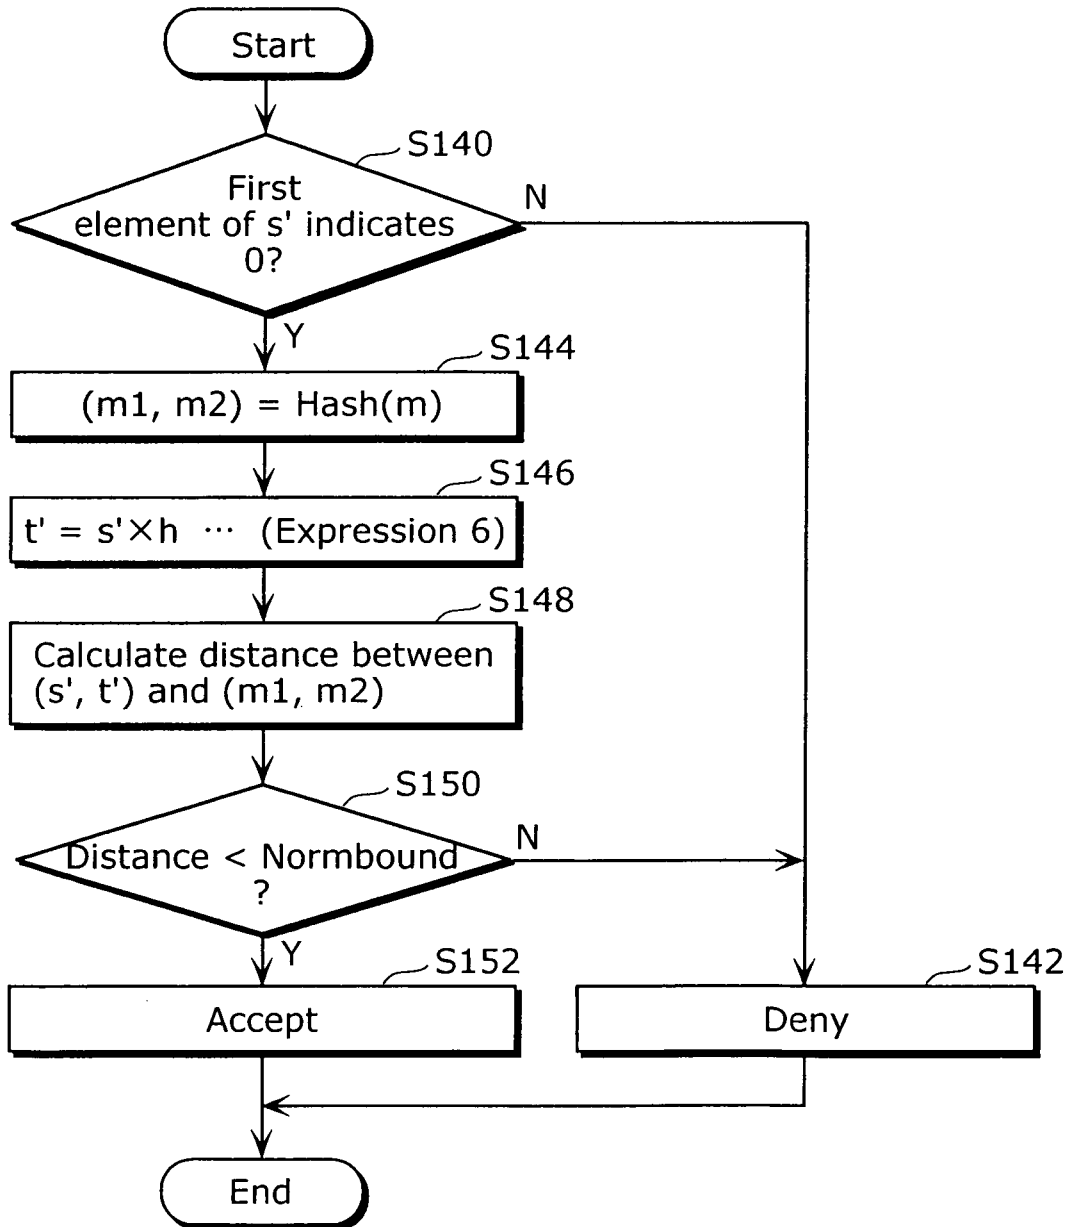 Start
S140
First
element of s' indicates
0?
N
Y
S144
(m1, m2) = Hash(m)
S146
t' = s'×h ··· (Expression 6)
S148
Calculate distance between
(s', t') and (m1, m2)
S150
Distance < Normbound
?
N
Y
S152
Accept
S142
Deny
End